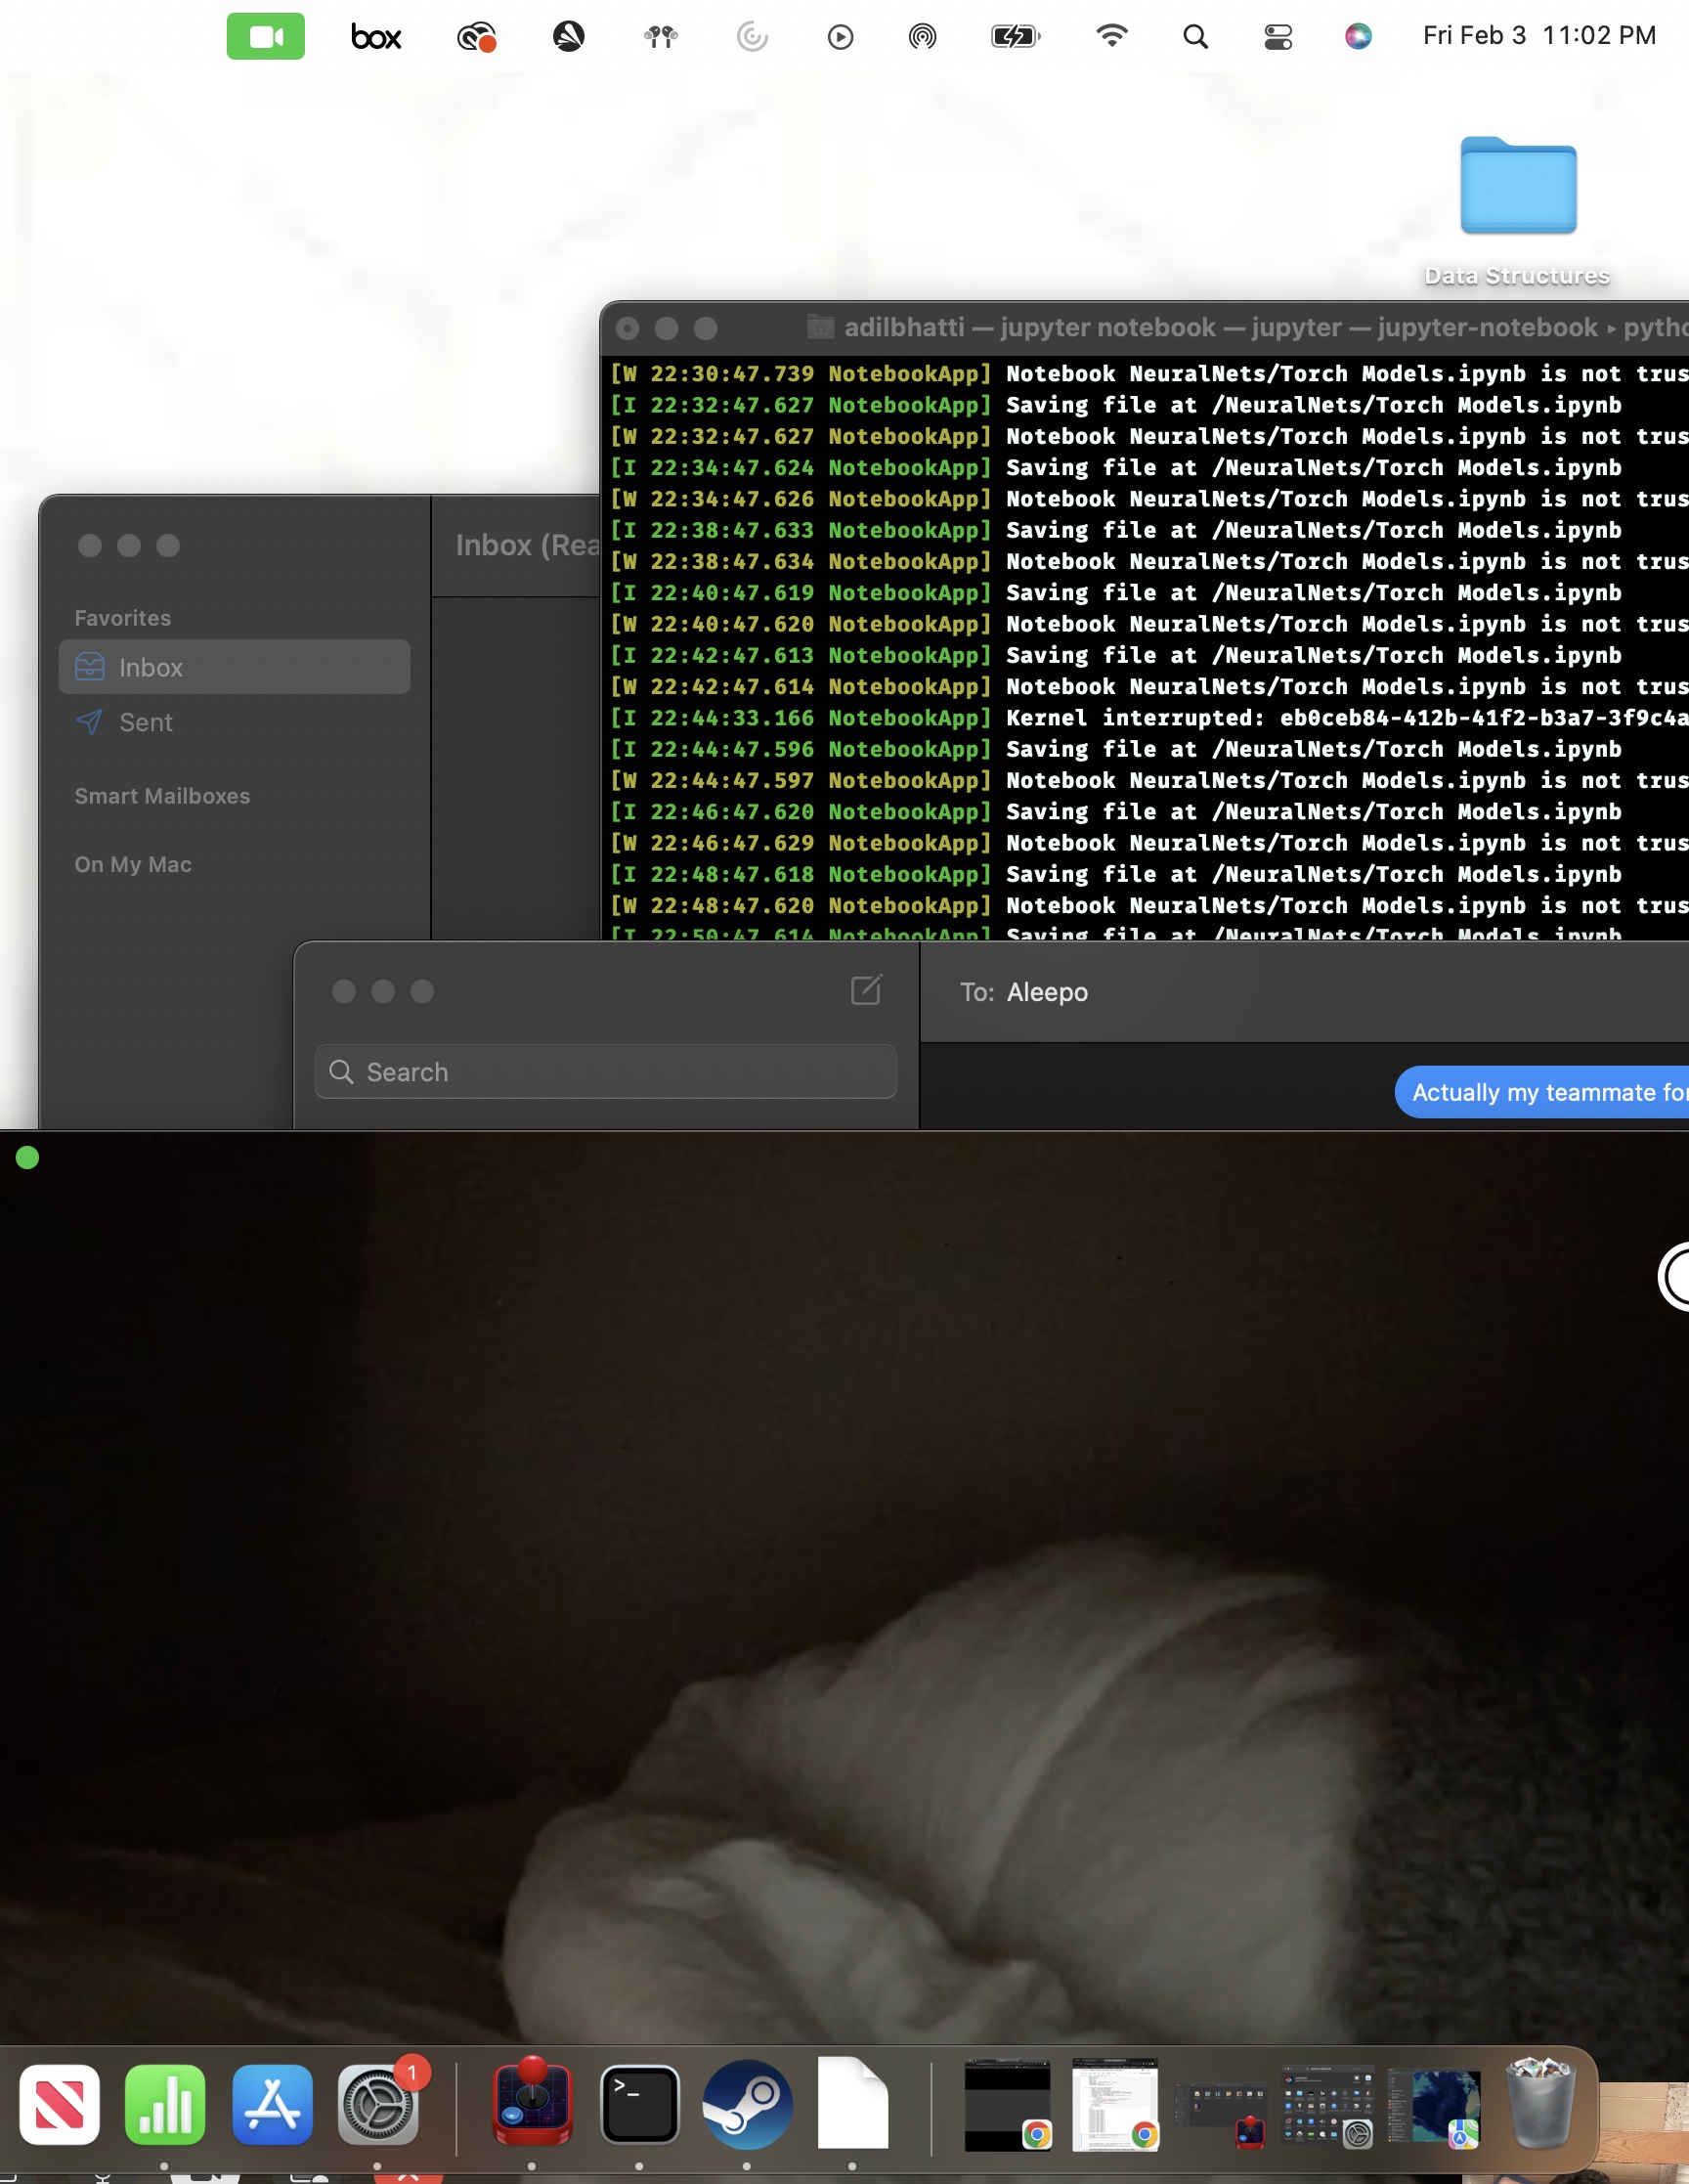 box
Fri Feb 3 11:02 PM
Data Structures
adilbhatti — jupyter notebook — jupyter — jupyter-notebook ▸ pytho
[W 22:30:47.739 NotebookApp] Notebook NeuralNets/Torch Models.ipynb is not trus
[I 22:32:47.627 NotebookApp] Saving file at /NeuralNets/Torch Models.ipynb
[W 22:32:47.627 NotebookApp] Notebook NeuralNets/Torch Models.ipynb is not trus
[I 22:34:47.624 NotebookApp] Saving file at /NeuralNets/Torch Models.ipynb
[W 22:34:47.626 NotebookApp] Notebook NeuralNets/Torch Models.ipynb is not trus
[I 22:38:47.633 NotebookApp] Saving file at /NeuralNets/Torch Models.ipynb
[W 22:38:47.634 NotebookApp] Notebook NeuralNets/Torch Models.ipynb is not trus
[I 22:40:47.619 NotebookApp] Saving file at /NeuralNets/Torch Models.ipynb
[W 22:40:47.620 NotebookApp] Notebook NeuralNets/Torch Models.ipynb is not trus
[I 22:42:47.613 NotebookApp] Saving file at /NeuralNets/Torch Models.ipynb
[W 22:42:47.614 NotebookApp] Notebook NeuralNets/Torch Models.ipynb is not trus
[I 22:44:33.166 NotebookApp] Kernel interrupted: eb0ceb84-412b-41f2-b3a7-3f9c4a
[I 22:44:47.596 NotebookApp] Saving file at /NeuralNets/Torch Models.ipynb
[W 22:44:47.597 NotebookApp] Notebook NeuralNets/Torch Models.ipynb is not trus
[I 22:46:47.620 NotebookApp] Saving file at /NeuralNets/Torch Models.ipynb
[W 22:46:47.629 NotebookApp] Notebook NeuralNets/Torch Models.ipynb is not trus
[I 22:48:47.618 NotebookApp] Saving file at /NeuralNets/Torch Models.ipynb
[W 22:48:47.620 NotebookApp] Notebook NeuralNets/Torch Models.ipynb is not trus
[I 22:50:47.614 NotebookApp] Saving file at /NeuralNets/Torch Models.ipynb
Inbox (Rea
Favorites
Inbox
Sent
Smart Mailboxes
On My Mac
To: Aleepo
Search
Actually my teammate for
1
>_